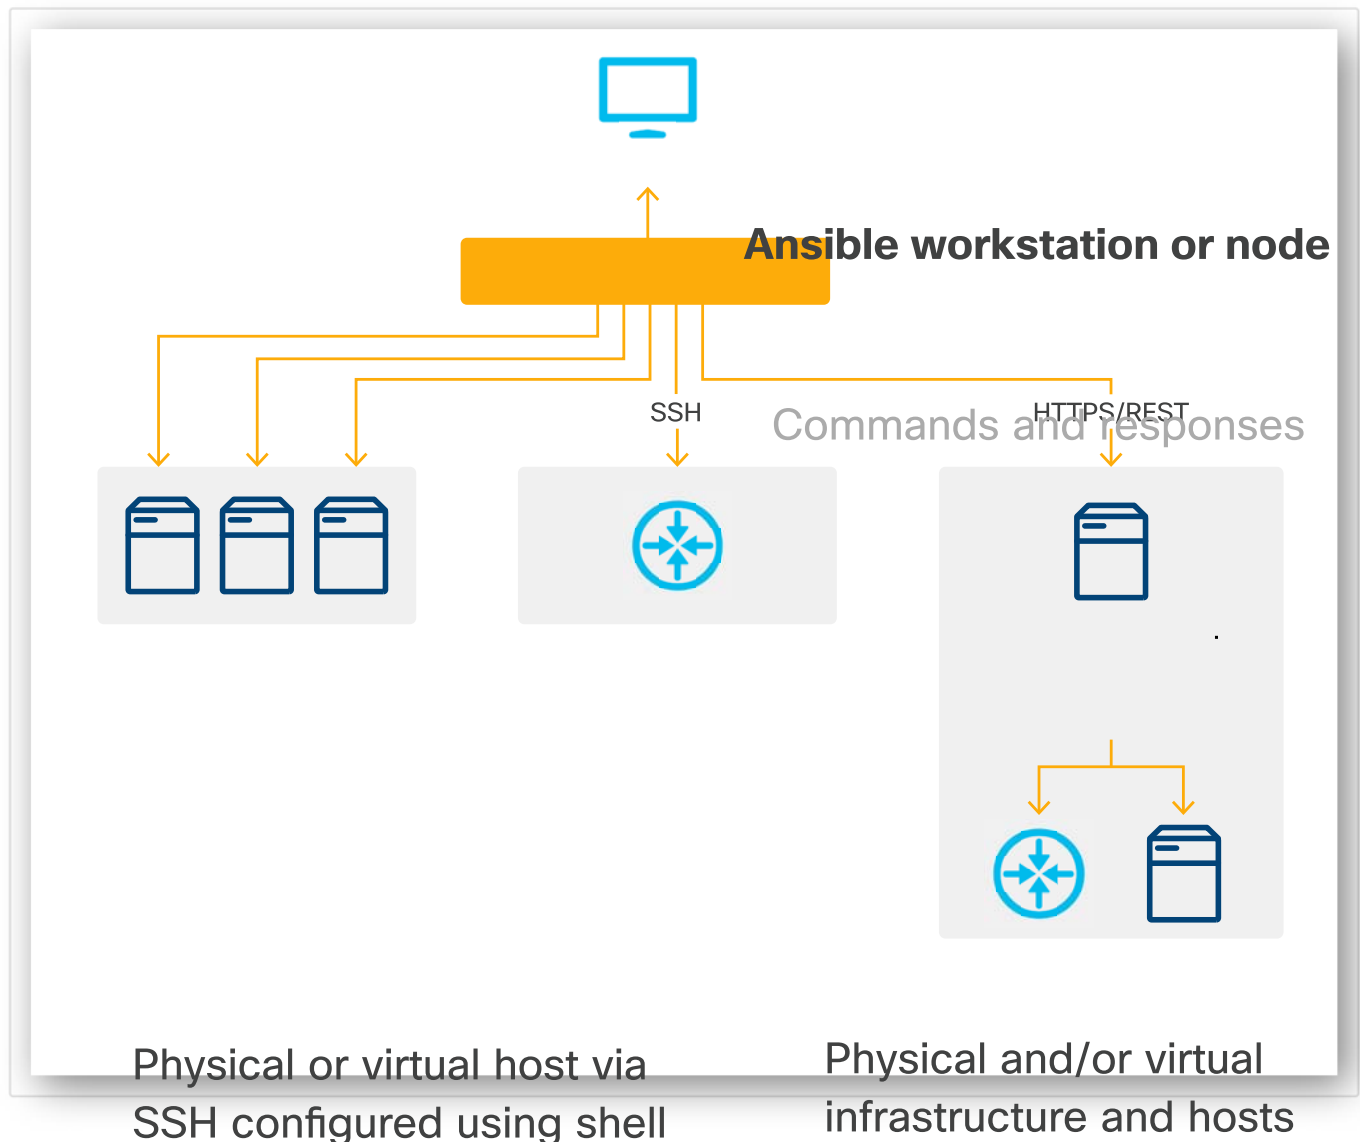 Ansible workstation or node
SSH
HTTPS/REST
Commands and responses
Physical or virtual host via
SSH configured using shell
Physical and/or virtual
infrastructure and hosts